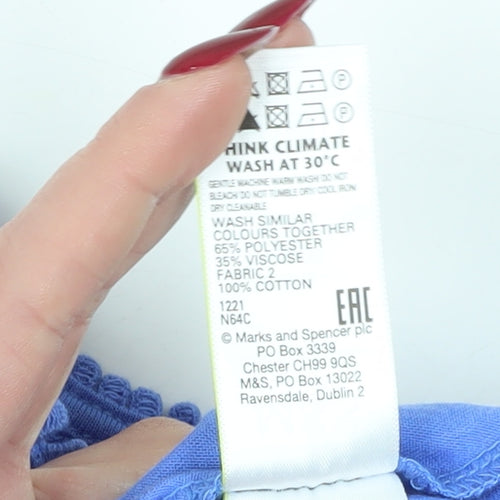 HINK CLIMATE
WASH AT 30°C
GENTLE MACHINE WARM WASH/ DO NOT
BLEACH/ DO NOT TUMBLE DRY/ COOL IRON/
DRY CLEANABLE
WASH SIMILAR
COLOURS TOGETHER
65% POLYESTER
35% VISCOSE
FABRIC 2
100% COTTON
1221
N64C
EAC
© Marks and Spencer plc
PO Box 3339
Chester CH99 9QS
M&S, PO Box 13022
Ravensdale, Dublin 2